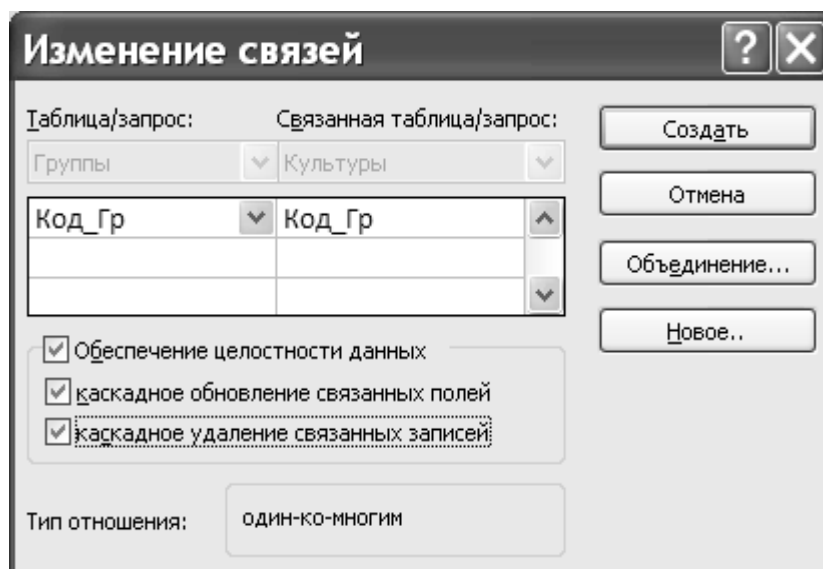 Изменение связей
Таблица/запрос: Связанная таблица/запрос:
Группы Культуры
Код_Гр Код_Гр
Обеспечение целостности данных
каскадное обновление связанных полей
каскадное удаление связанных записей
Тип отношения: один-ко-многим
Создать
Отмена
Объединение...
Новое..